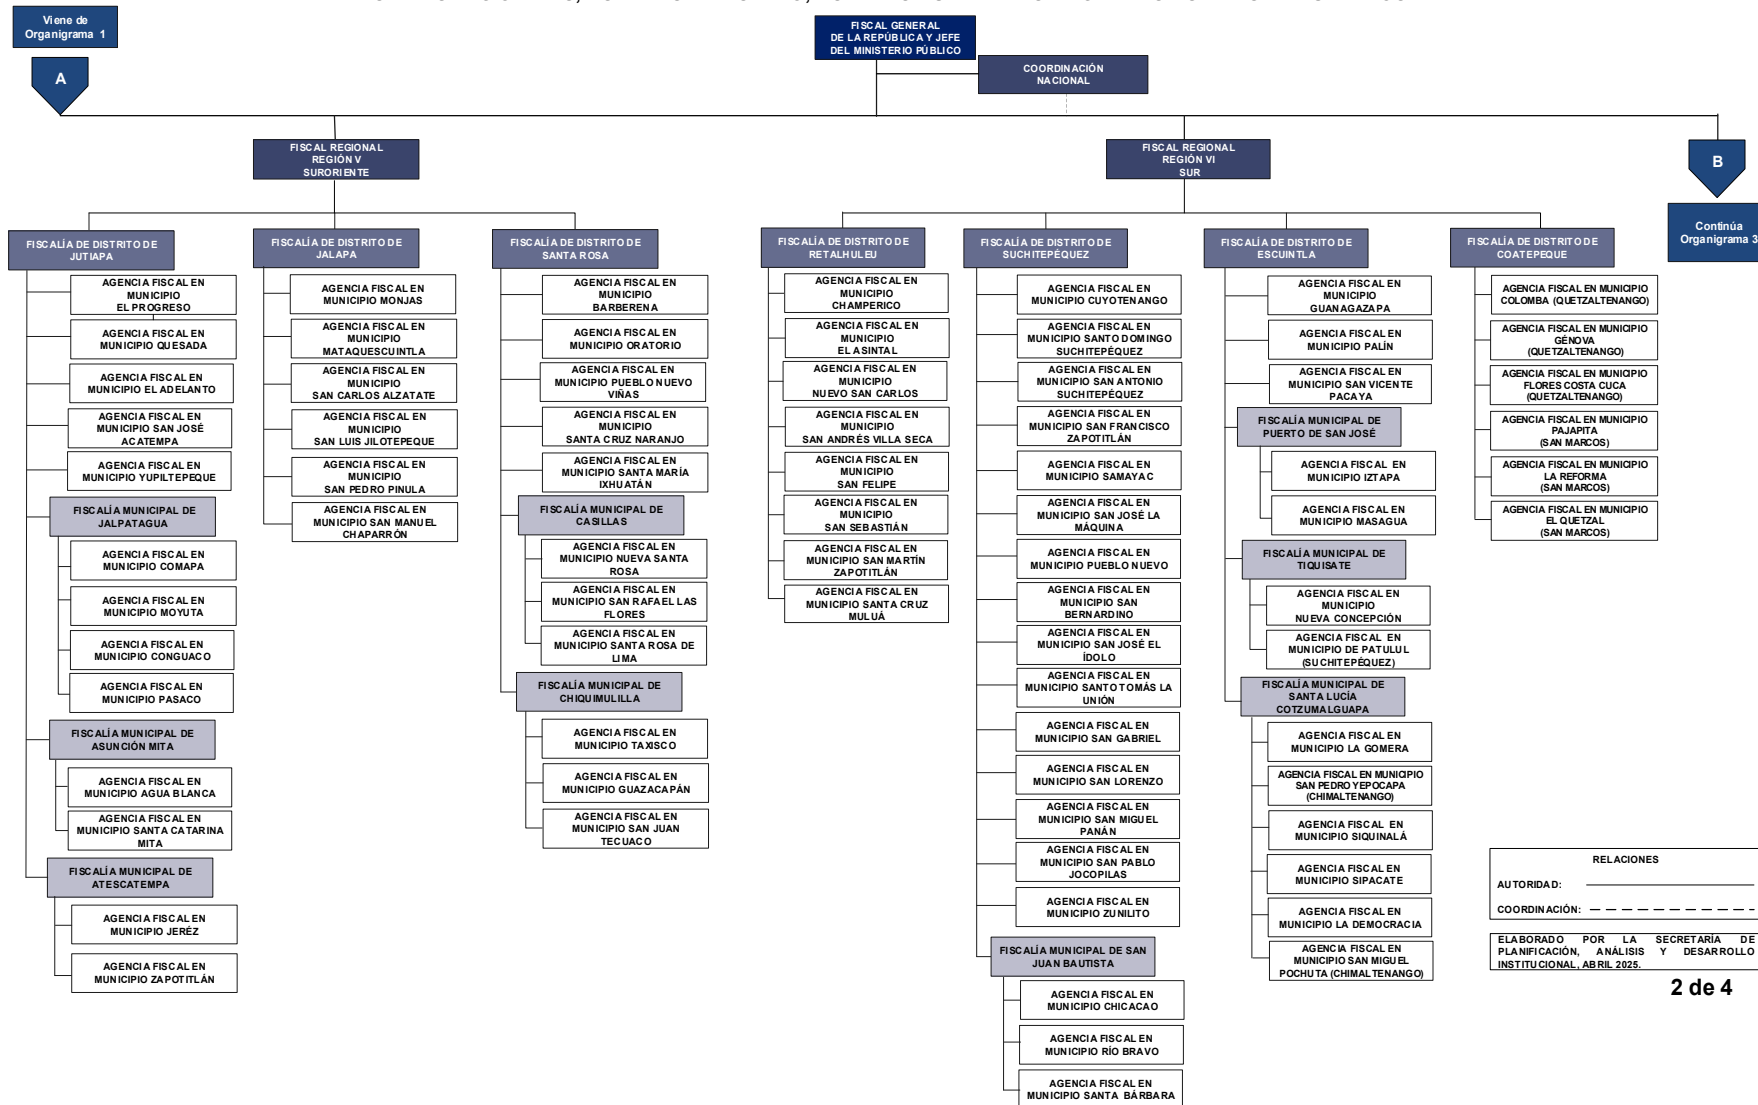 Viene de
Organigrama 1
A
FISCAL GENERAL
DE LA REPÚBLICA Y JEFE
DEL MINISTERIO PÚBLICO
COORDINACIÓN
NACIONAL
FISCAL REGIONAL
REGIÓN V
SURORIENTE
FISCAL REGIONAL
REGIÓN VI
SUR
B
Continúa
Organigrama 3
FISCALÍA DE DISTRITO DE
JUTIAPA
AGENCIA FISCAL EN
MUNICIPIO
EL PROGRESO
AGENCIA FISCAL EN
MUNICIPIO QUESADA
AGENCIA FISCAL EN
MUNICIPIO EL ADELANTO
AGENCIA FISCAL EN
MUNICIPIO SAN JOSÉ
ACATEMPA
AGENCIA FISCAL EN
MUNICIPIO YUPILTEPEQUE
FISCALÍA MUNICIPAL DE
JALPATAGUA
AGENCIA FISCAL EN
MUNICIPIO COMAPA
AGENCIA FISCAL EN
MUNICIPIO MOYUTA
AGENCIA FISCAL EN
MUNICIPIO CONGUACO
AGENCIA FISCAL EN
MUNICIPIO PASACO
FISCALÍA MUNICIPAL DE
ASUNCIÓN MITA
AGENCIA FISCAL EN
MUNICIPIO AGUA BLANCA
AGENCIA FISCAL EN
MUNICIPIO SANTA CATARINA
MITA
FISCALÍA MUNICIPAL DE
ATESCATEMPA
AGENCIA FISCAL EN
MUNICIPIO JERÉZ
AGENCIA FISCAL EN
MUNICIPIO ZAPOTITLÁN
FISCALÍA DE DISTRITO DE
JALAPA
AGENCIA FISCAL EN
MUNICIPIO MONJAS
AGENCIA FISCAL EN
MUNICIPIO
MATAQUESCUINTLA
AGENCIA FISCAL EN
MUNICIPIO
SAN CARLOS ALZATATE
AGENCIA FISCAL EN
MUNICIPIO
SAN LUIS JILOTEPEQUE
AGENCIA FISCAL EN
MUNICIPIO
SAN PEDRO PINULA
AGENCIA FISCAL EN
MUNICIPIO SAN MANUEL
CHAPARRÓN
FISCALÍA DE DISTRITO DE
SANTA ROSA
AGENCIA FISCAL EN
MUNICIPIO
BARBERENA
AGENCIA FISCAL EN
MUNICIPIO ORATORIO
AGENCIA FISCAL EN
MUNICIPIO PUEBLO NUEVO
VIÑAS
AGENCIA FISCAL EN
MUNICIPIO
SANTA CRUZ NARANJO
AGENCIA FISCAL EN
MUNICIPIO SANTA MARÍA
IXHUATÁN
FISCALÍA MUNICIPAL DE
CASILLAS
AGENCIA FISCAL EN
MUNICIPIO NUEVA SANTA
ROSA
AGENCIA FISCAL EN
MUNICIPIO SAN RAFAEL LAS
FLORES
AGENCIA FISCAL EN
MUNICIPIO SANTA ROSA DE
LIMA
FISCALÍA MUNICIPAL DE
CHIQUIMULILLA
AGENCIA FISCAL EN
MUNICIPIO TAXISCO
AGENCIA FISCAL EN
MUNICIPIO GUAZACAPÁN
AGENCIA FISCAL EN
MUNICIPIO SAN JUAN
TECUACO
FISCALÍA DE DISTRITO DE
RETALHULEU
AGENCIA FISCAL EN
MUNICIPIO
CHAMPERICO
AGENCIA FISCAL EN
MUNICIPIO
EL ASINTAL
AGENCIA FISCAL EN
MUNICIPIO
NUEVO SAN CARLOS
AGENCIA FISCAL EN
MUNICIPIO
SAN ANDRÉS VILLA SECA
AGENCIA FISCAL EN
MUNICIPIO
SAN FELIPE
AGENCIA FISCAL EN
MUNICIPIO
SAN SEBASTIÁN
AGENCIA FISCAL EN
MUNICIPIO SAN MARTÍN
ZAPOTITLÁN
AGENCIA FISCAL EN
MUNICIPIO SANTA CRUZ
MULUÁ
FISCALÍA DE DISTRITO DE
SUCHITEPÉQUEZ
AGENCIA FISCAL EN
MUNICIPIO CUYOTENANGO
AGENCIA FISCAL EN
MUNICIPIO SANTO DOMINGO
SUCHITEPÉQUEZ
AGENCIA FISCAL EN
MUNICIPIO SAN ANTONIO
SUCHITEPÉQUEZ
AGENCIA FISCAL EN
MUNICIPIO SAN FRANCISCO
ZAPOTITLÁN
AGENCIA FISCAL EN
MUNICIPIO SAMAYAC
AGENCIA FISCAL EN
MUNICIPIO SAN JOSÉ LA
MÁQUINA
AGENCIA FISCAL EN
MUNICIPIO PUEBLO NUEVO
AGENCIA FISCAL EN
MUNICIPIO SAN
BERNARDINO
AGENCIA FISCAL EN
MUNICIPIO SAN JOSÉ EL
ÍDOLO
AGENCIA FISCAL EN
MUNICIPIO SANTO TOMÁS LA
UNIÓN
AGENCIA FISCAL EN
MUNICIPIO SAN GABRIEL
AGENCIA FISCAL EN
MUNICIPIO SAN LORENZO
AGENCIA FISCAL EN
MUNICIPIO SAN MIGUEL
PANÁN
AGENCIA FISCAL EN
MUNICIPIO SAN PABLO
JOCOPILAS
AGENCIA FISCAL EN
MUNICIPIO ZUNILITO
FISCALÍA MUNICIPAL DE SAN
JUAN BAUTISTA
AGENCIA FISCAL EN
MUNICIPIO CHICACAO
AGENCIA FISCAL EN
MUNICIPIO RÍO BRAVO
AGENCIA FISCAL EN
MUNICIPIO SANTA BÁRBARA
FISCALÍA DE DISTRITO DE
ESCUINTLA
AGENCIA FISCAL EN
MUNICIPIO
GUANAGAZAPA
AGENCIA FISCAL EN
MUNICIPIO PALÍN
AGENCIA FISCAL EN
MUNICIPIO SAN VICENTE
PACAYA
FISCALÍA MUNICIPAL DE
PUERTO DE SAN JOSÉ
AGENCIA FISCAL EN
MUNICIPIO IZTAPA
AGENCIA FISCAL EN
MUNICIPIO MASAGUA
FISCALÍA MUNICIPAL DE
TIQUISATE
AGENCIA FISCAL EN
MUNICIPIO
NUEVA CONCEPCIÓN
AGENCIA FISCAL EN
MUNICIPIO DE PATULUL
(SUCHITEPÉQUEZ)
FISCALÍA MUNICIPAL DE
SANTA LUCÍA
COTZUMALGUAPA
AGENCIA FISCAL EN
MUNICIPIO LA GOMERA
AGENCIA FISCAL EN MUNICIPIO
SAN PEDRO YEPOCAPA
(CHIMALTENANGO)
AGENCIA FISCAL EN
MUNICIPIO SIQUINALÁ
AGENCIA FISCAL EN
MUNICIPIO SIPACATE
AGENCIA FISCAL EN
MUNICIPIO LA DEMOCRACIA
AGENCIA FISCAL EN
MUNICIPIO SAN MIGUEL
POCHUTA (CHIMALTENANGO)
FISCALÍA DE DISTRITO DE
COATEPEQUE
AGENCIA FISCAL EN MUNICIPIO
COLOMBA (QUETZALTENANGO)
AGENCIA FISCAL EN MUNICIPIO
GÉNOVA
(QUETZALTENANGO)
AGENCIA FISCAL EN MUNICIPIO
FLORES COSTA CUCA
(QUETZALTENANGO)
AGENCIA FISCAL EN MUNICIPIO
PAJAPITA
(SAN MARCOS)
AGENCIA FISCAL EN MUNICIPIO
LA REFORMA
(SAN MARCOS)
AGENCIA FISCAL EN MUNICIPIO
EL QUETZAL
(SAN MARCOS)
RELACIONES
AUTORIDAD:
COORDINACIÓN:
ELABORADO POR LA SECRETARÍA DE
PLANIFICACIÓN, ANÁLISIS Y DESARROLLO
INSTITUCIONAL, ABRIL 2025.
2 de 4